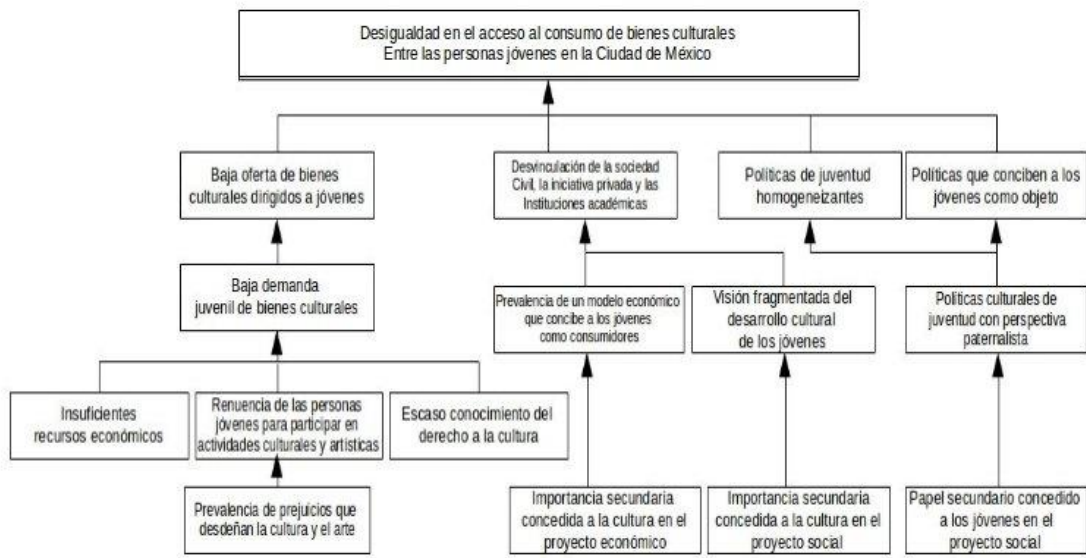 Desigualdad en el acceso al consumo de bienes culturales
Entre las personas jóvenes en la Ciudad de México
Baja oferta de bienes
culturales dirigidos a jóvenes
Desvinculación de la sociedad
Civil, la iniciativa privada y las
Instituciones académicas
Políticas de juventud
homogeneizantes
Políticas que conciben a los
jóvenes como objeto
Baja demanda
juvenil de bienes culturales
Prevalencia de un modelo económico
que concibe a los jóvenes
como consumidores
Visión fragmentada del
desarrollo cultural
de los jóvenes
Políticas culturales de
juventud con perspectiva
paternalista
Insuficientes
recursos económicos
Renuencia de las personas
jóvenes para participar en
actividades culturales y artísticas
Escaso conocimiento del
derecho a la cultura
Prevalencia de prejuicios que
desdeñan la cultura y el arte
Importancia secundaria
concedida a la cultura en el
proyecto económico
Importancia secundaria
concedida a la cultura en el
proyecto social
Papel secundario concedido
a los jóvenes en el
proyecto social